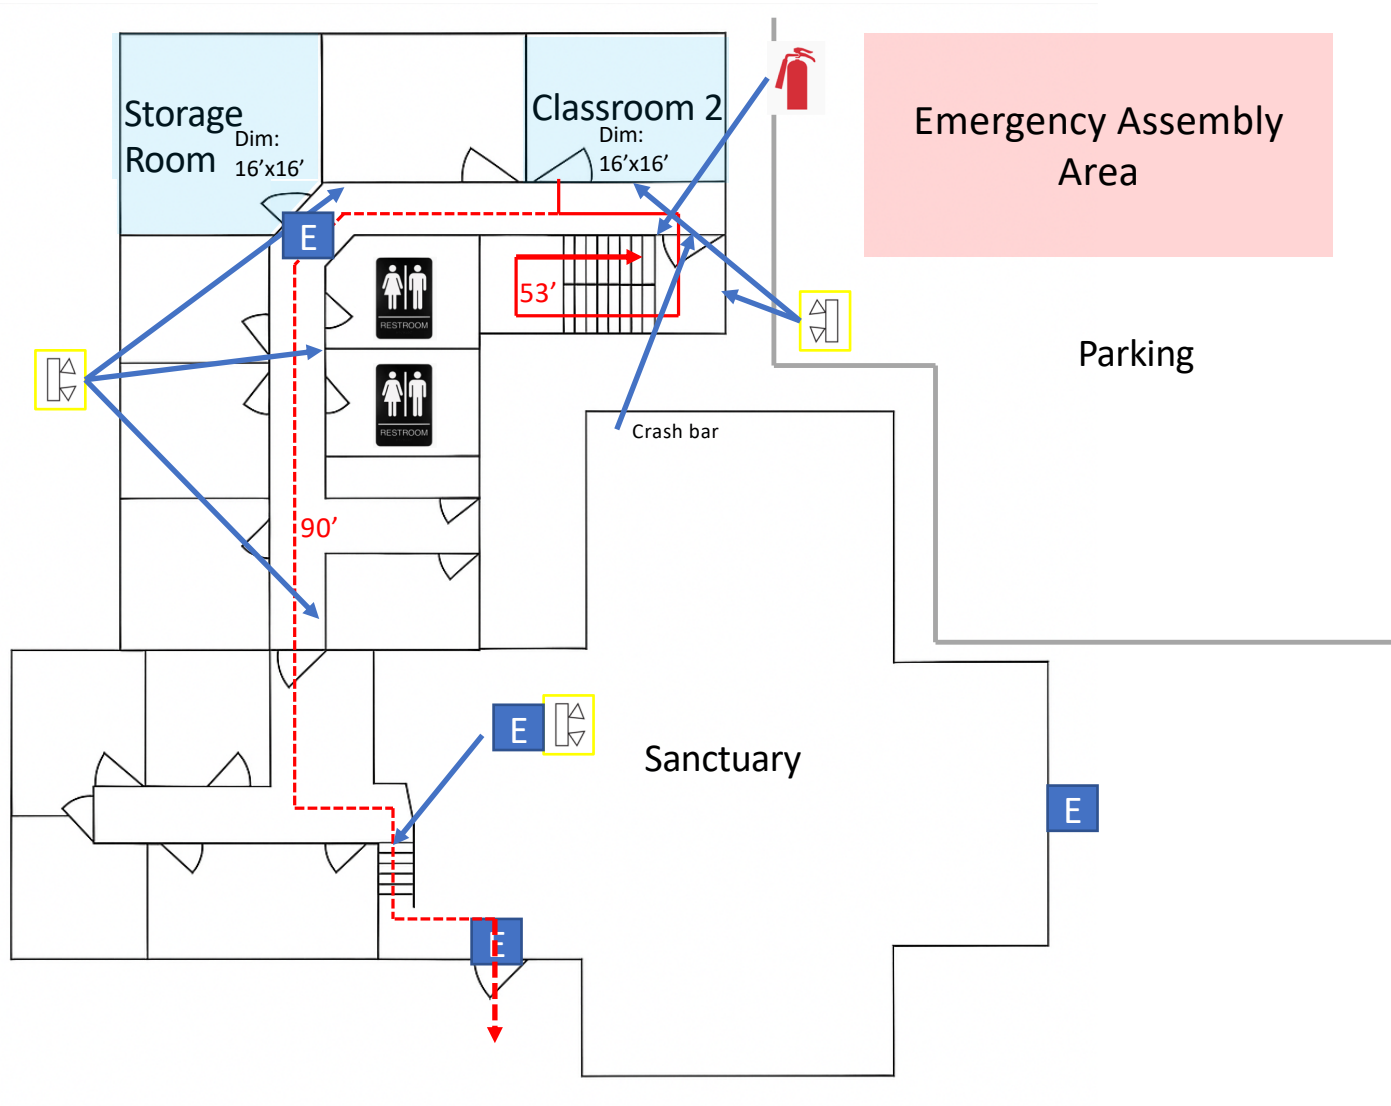 Storage
Room
Dim:
16’x16’
Classroom 2
Dim:
16’x16’
Emergency Assembly
Area
E
RESTROOM
53’
Parking
RESTROOM
Crash bar
90’
E
Sanctuary
E
E